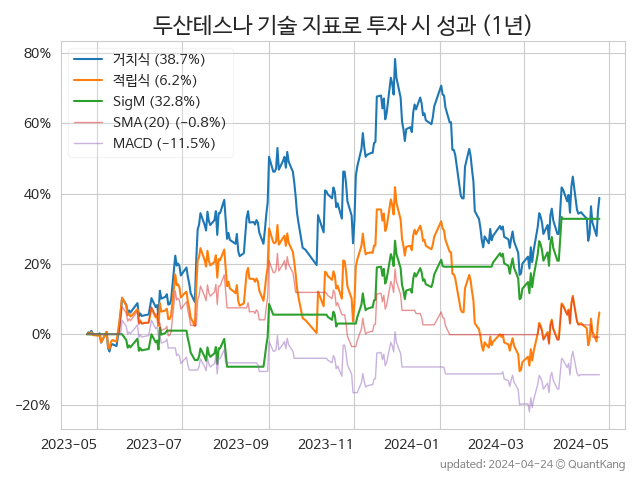 두산테스나 기술 지표로 투자 시 성과 (1년)
80%
60%
40%
20%
0%
−20%
거치식 (38.7%)
적립식 (6.2%)
SigM (32.8%)
SMA(20) (−0.8%)
MACD (−11.5%)
2023-05
2023-07
2023-09
2023-11
2024-01
2024-03
2024-05
updated: 2024-04-24 © QuantKang